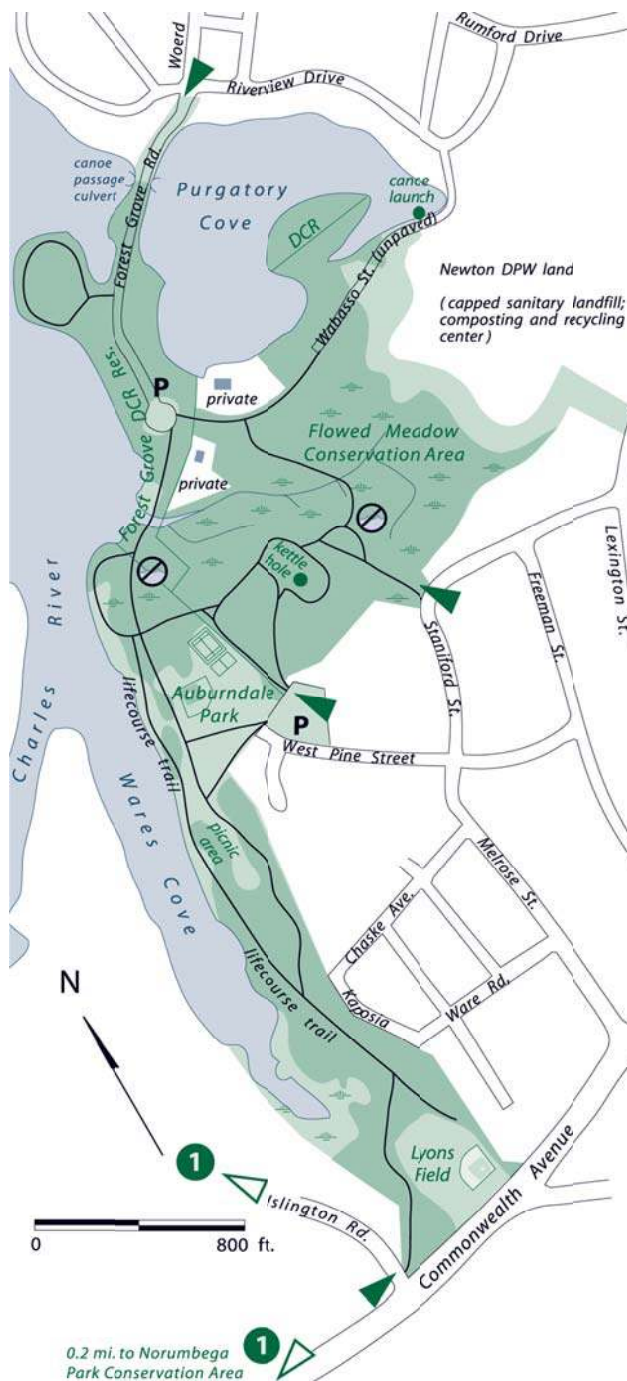 Woerd
Rumford Drive
Riverview Drive
canoe
passage
culvert
Forest Grove Rd.
Purgatory
Cove
canoe
launch
DCR
Wabasso St. (unpaved)
Newton DPW land
(capped sanitary landfill;
composting and recycling
center)
P
private
Forest Grove DCR Res.
Flowed Meadow
Conservation Area
private
kettle
hole
Lexington St.
Freeman St.
Staniford St.
Charles River
Auburndale
Park
P
West Pine Street
lifecourse trail
Wares Cove
picnic
area
Melrose St.
Chaske Ave.
Ware Rd.
Kaposia
lifecourse trail
N
Lyons
Field
Commonwealth Avenue
1
Islington Rd.
0 800 ft.
0.2 mi. to Norumbega
Park Conservation Area
1